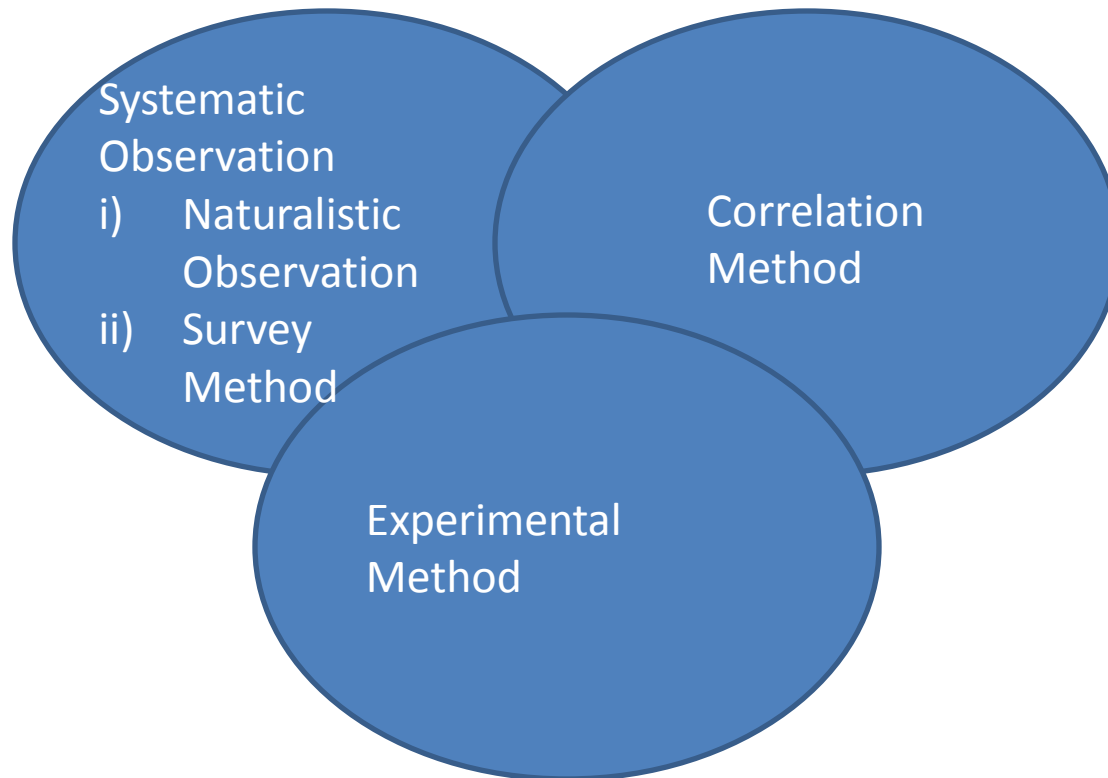 Systematic
Observation
i) Naturalistic
Observation
ii) Survey
Method
Correlation
Method
Experimental
Method